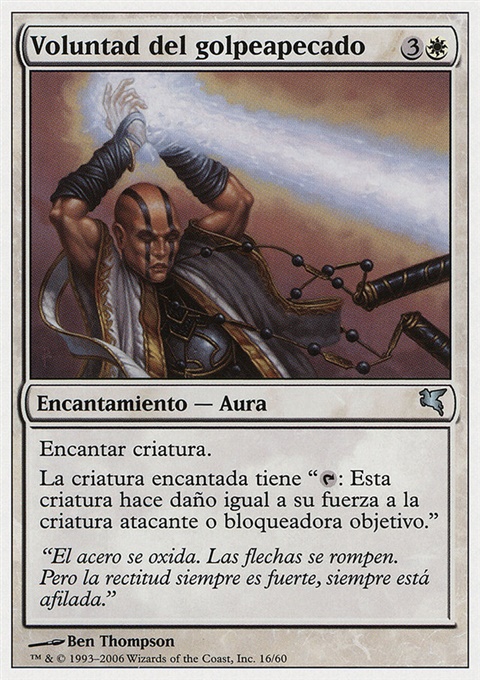 Voluntad del golpeapecado 3
Encantamiento — Aura
Encantar criatura.
La criatura encantada tiene “: Esta
criatura hace daño igual a su fuerza a la
criatura atacante o bloqueadora objetivo.”
“El acero se oxida. Las flechas se rompen.
Pero la rectitud siempre es fuerte, siempre está
afilada.”
Ben Thompson
™ & © 1993–2006 Wizards of the Coast, Inc. 16/60